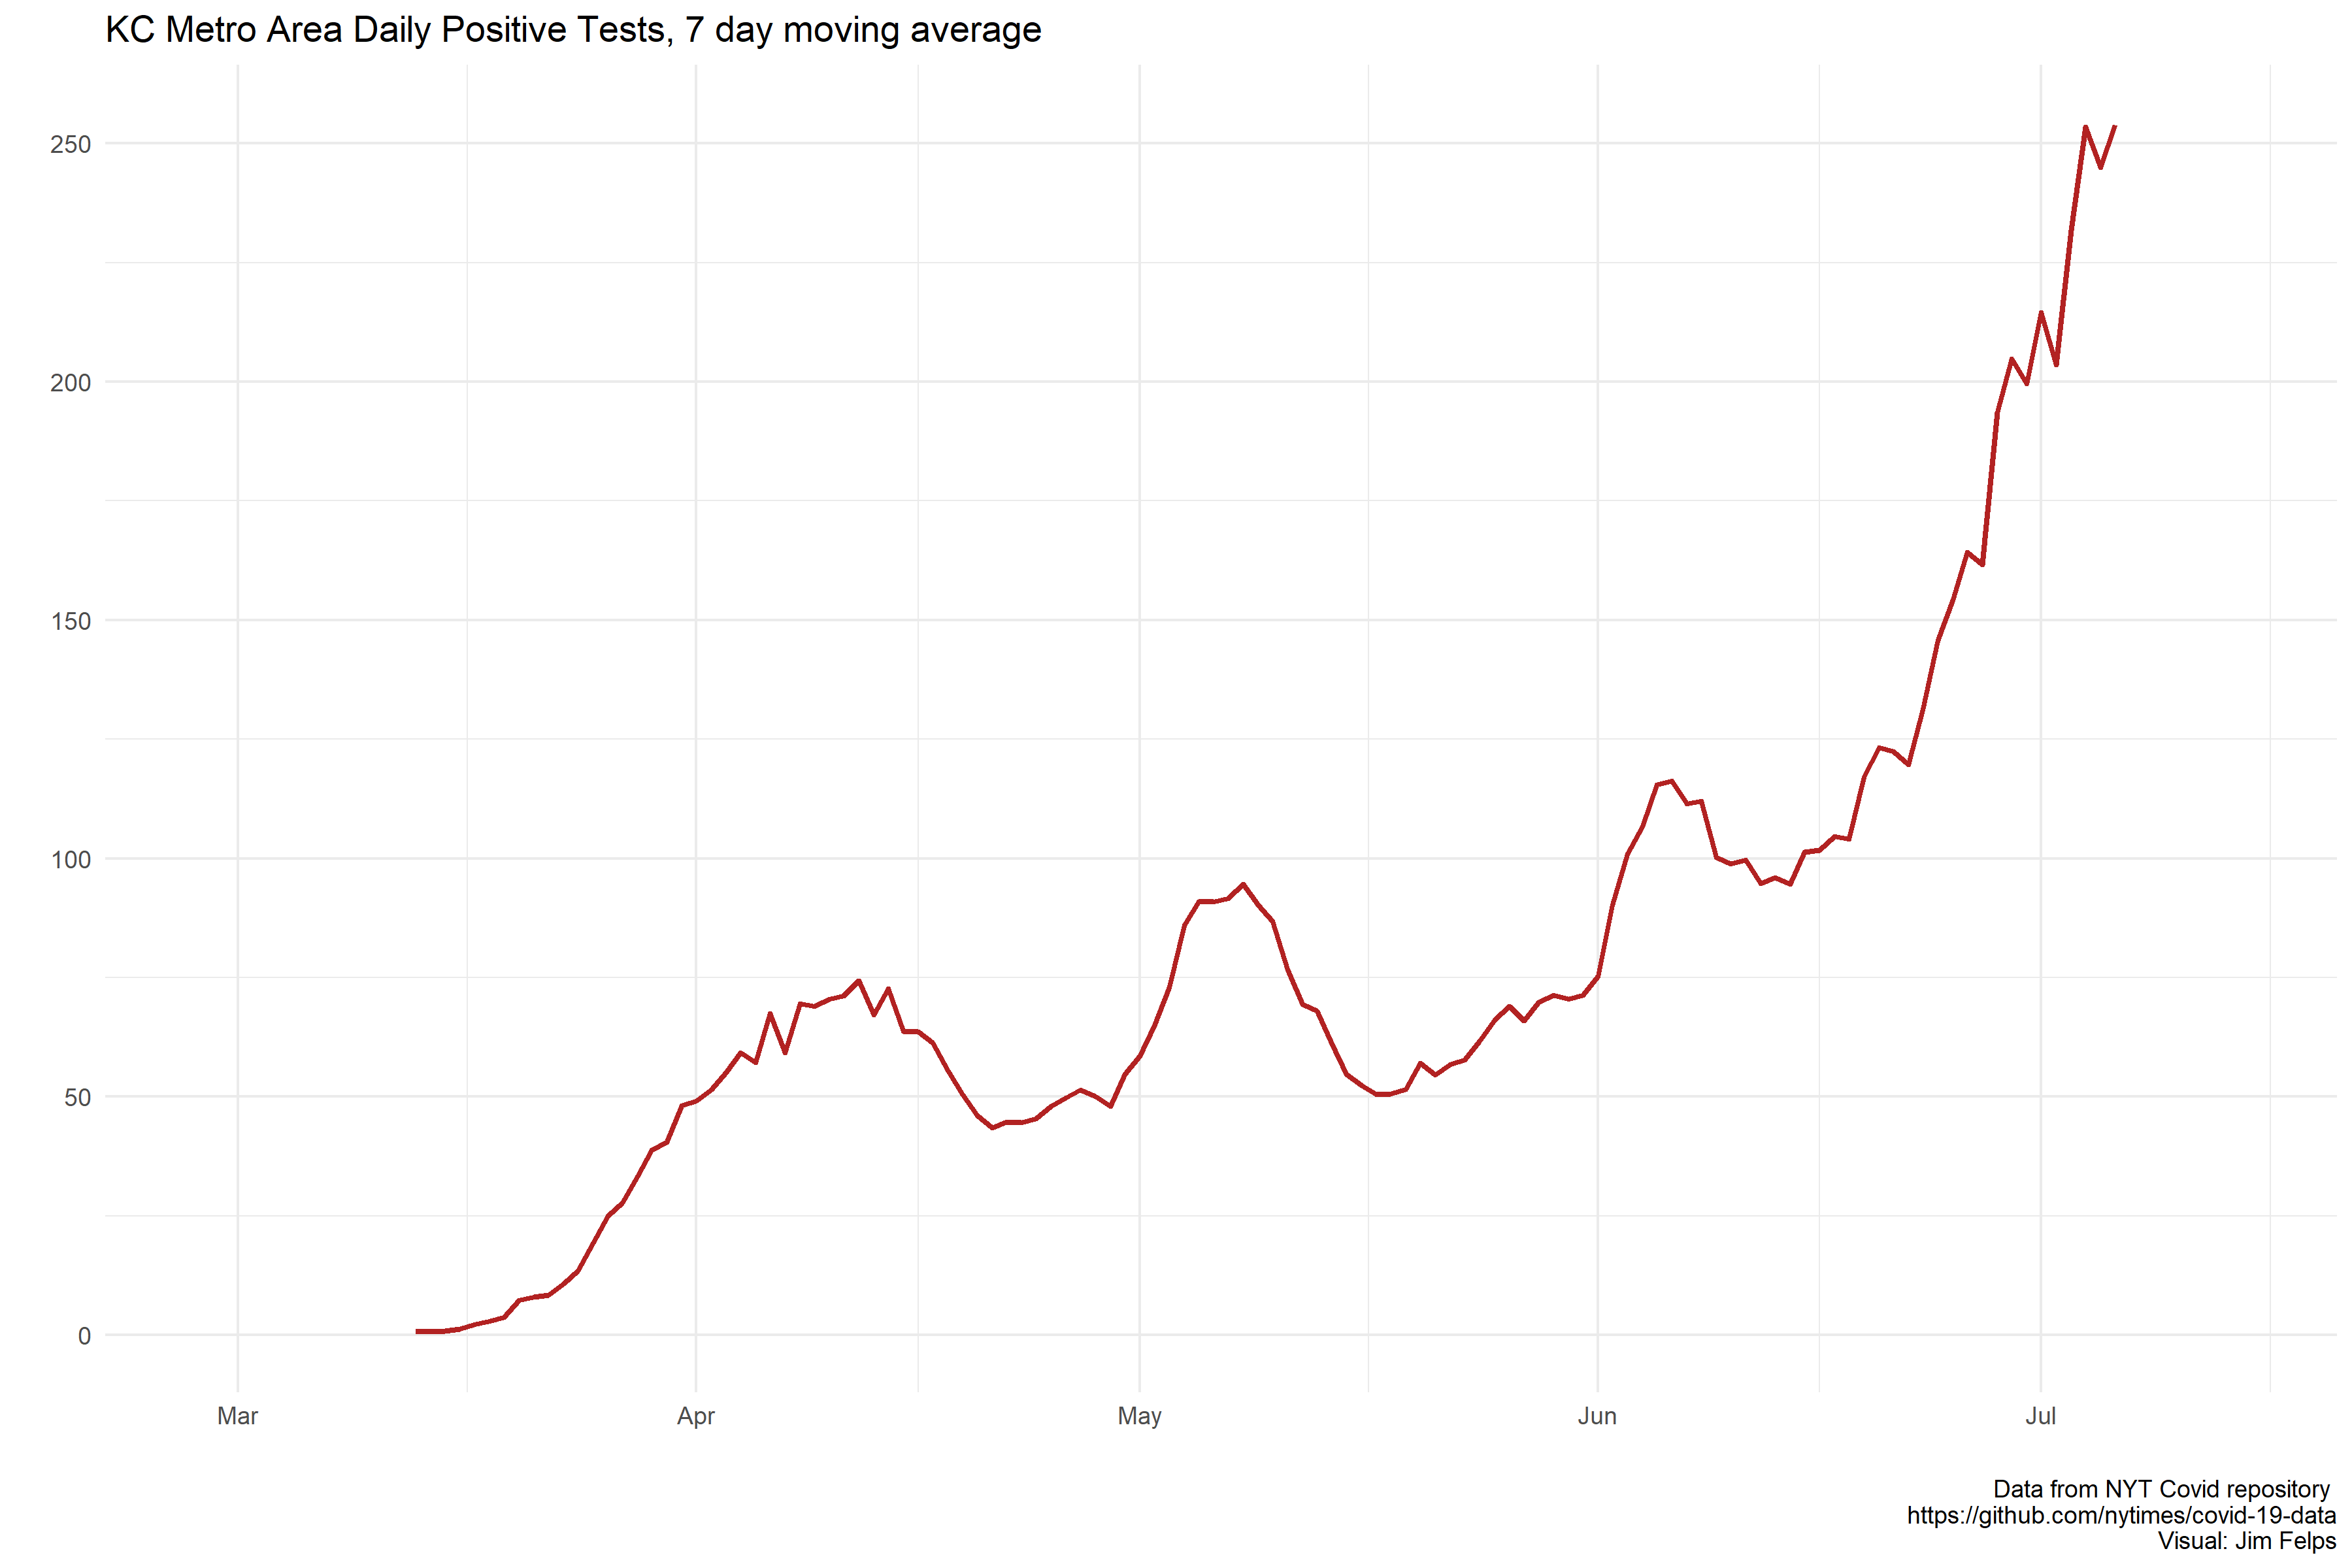 KC Metro Area Daily Positive Tests, 7 day moving average
250
200
150
100
50
0
Mar Apr May Jun Jul
Data from NYT Covid repository
https://github.com/nytimes/covid-19-data
Visual: Jim Felps